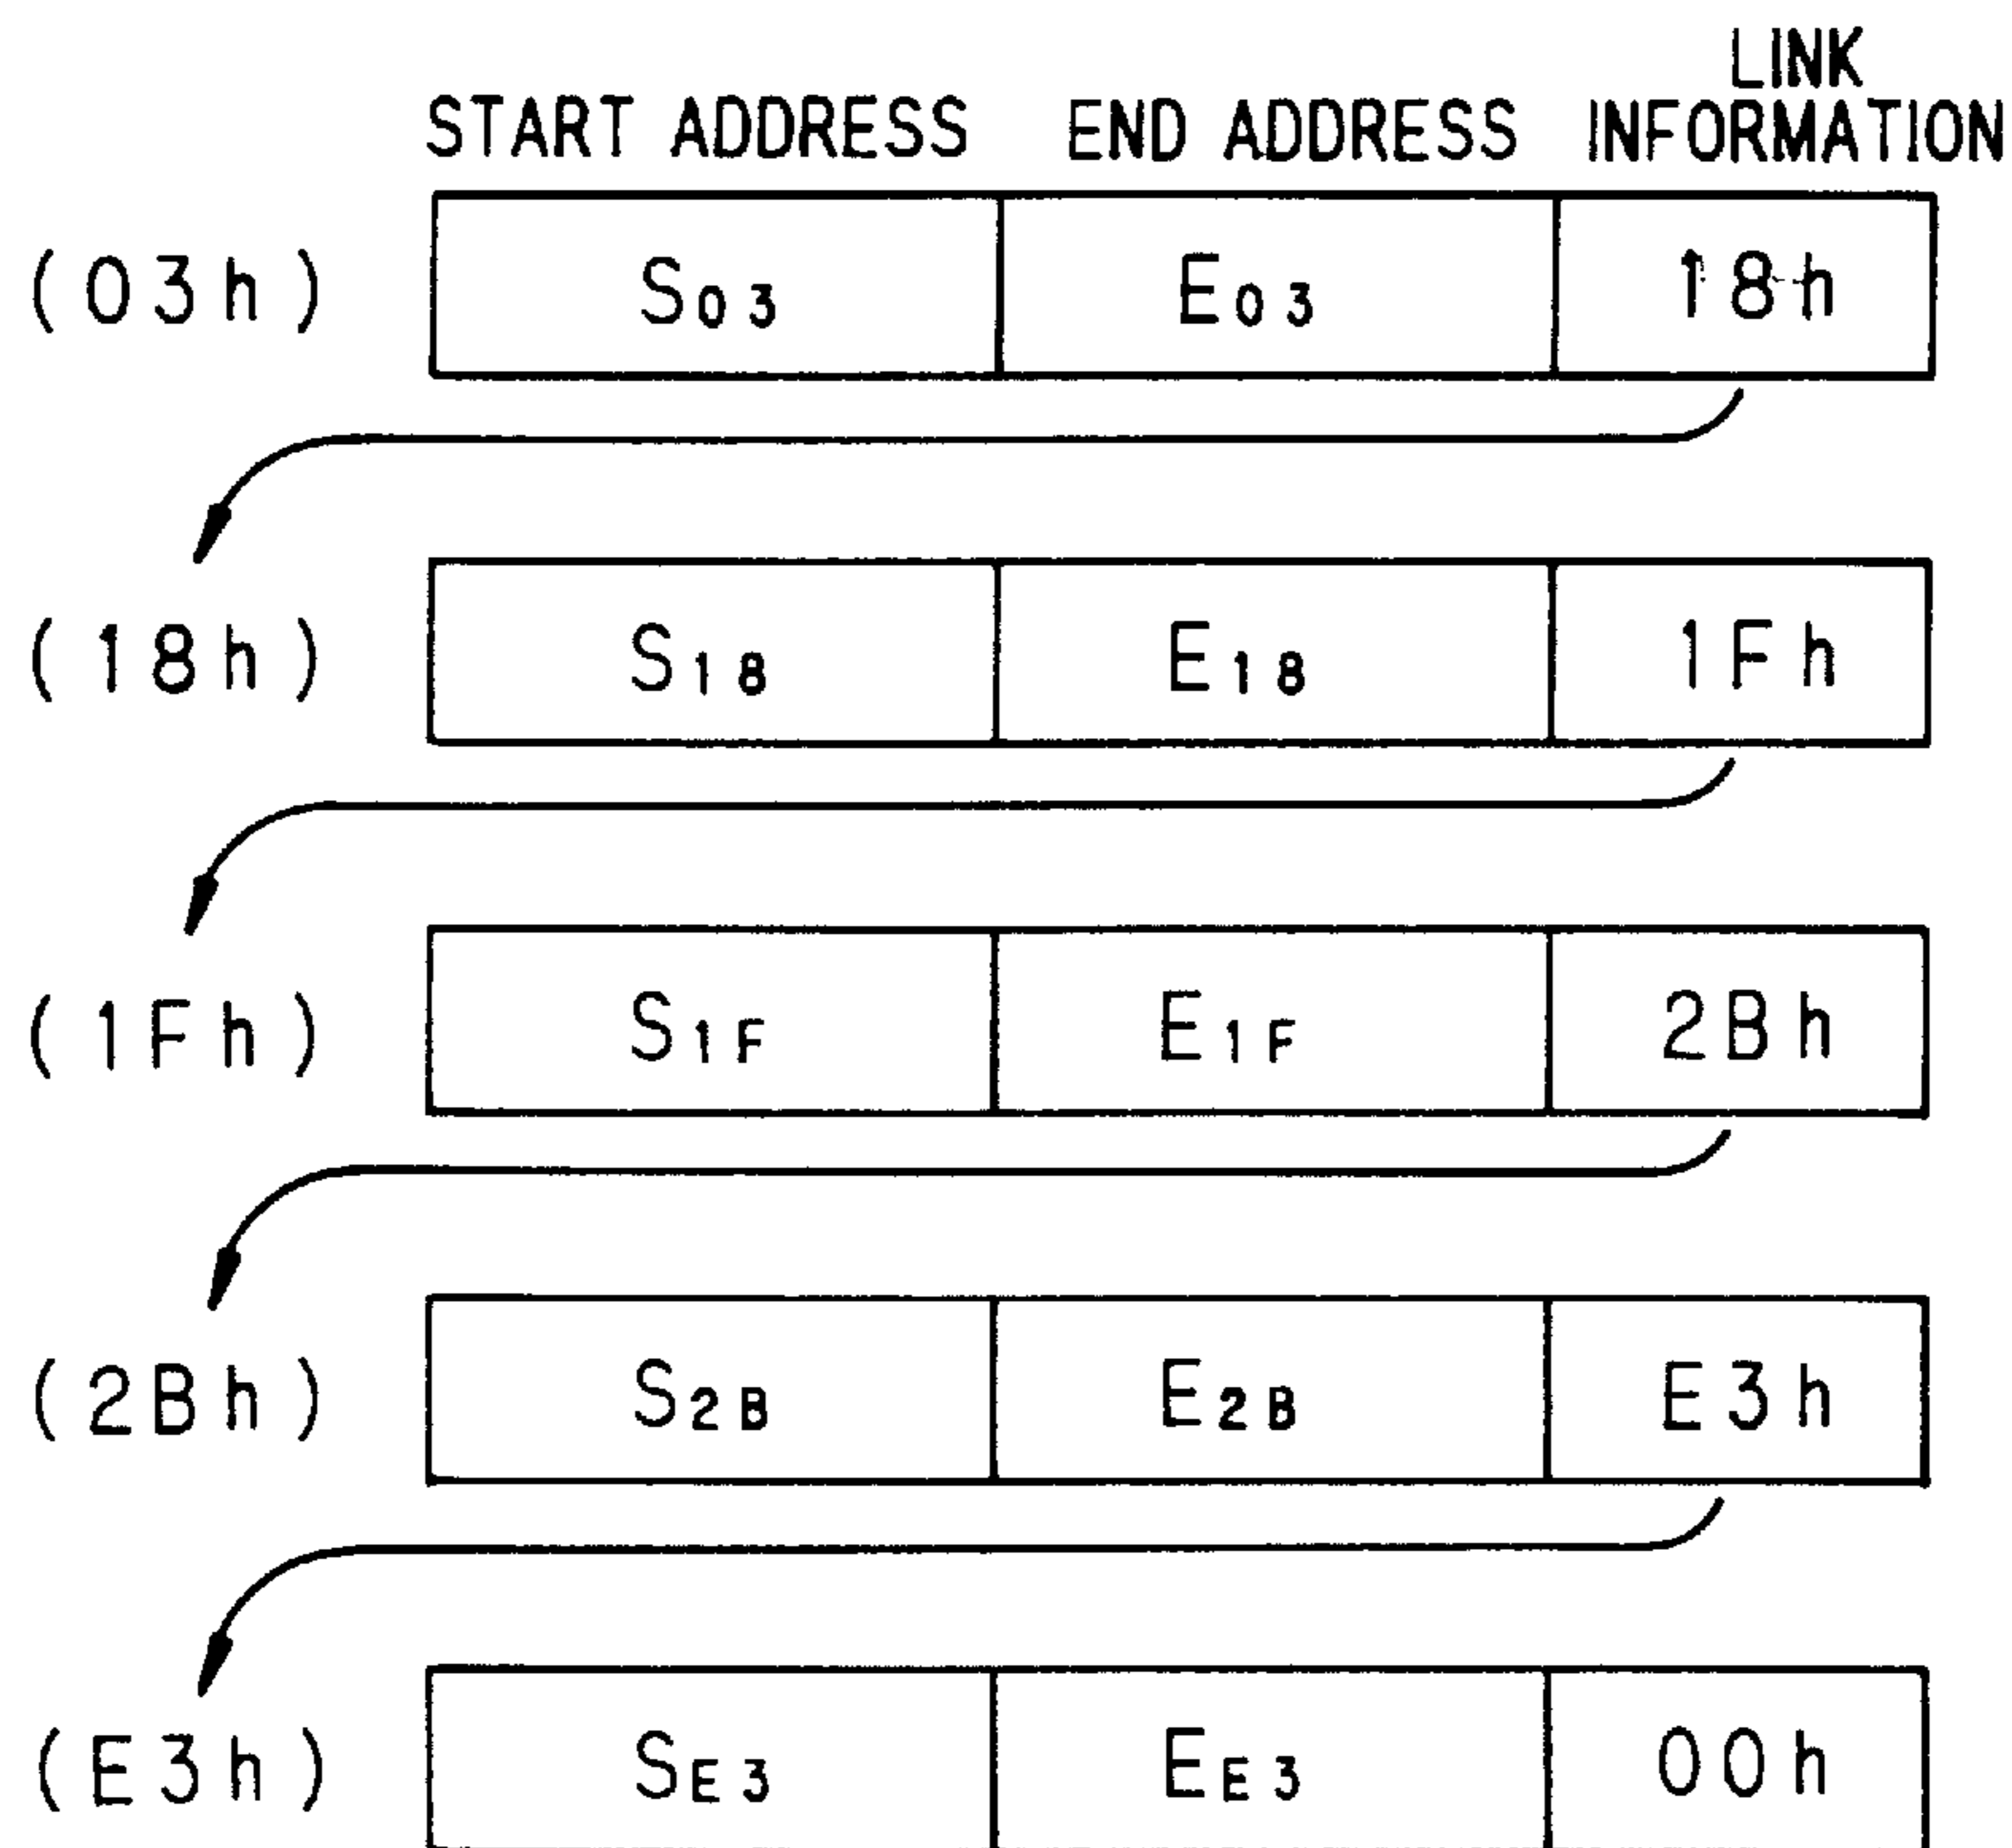 LINK
START ADDRESS END ADDRESS INFORMATION
(03h) S03 E03 18h
(18h) S18 E18 1Fh
(1Fh) S1F E1F 2Bh
(2Bh) S2B E2B E3h
(E3h) SE3 EE3 00h